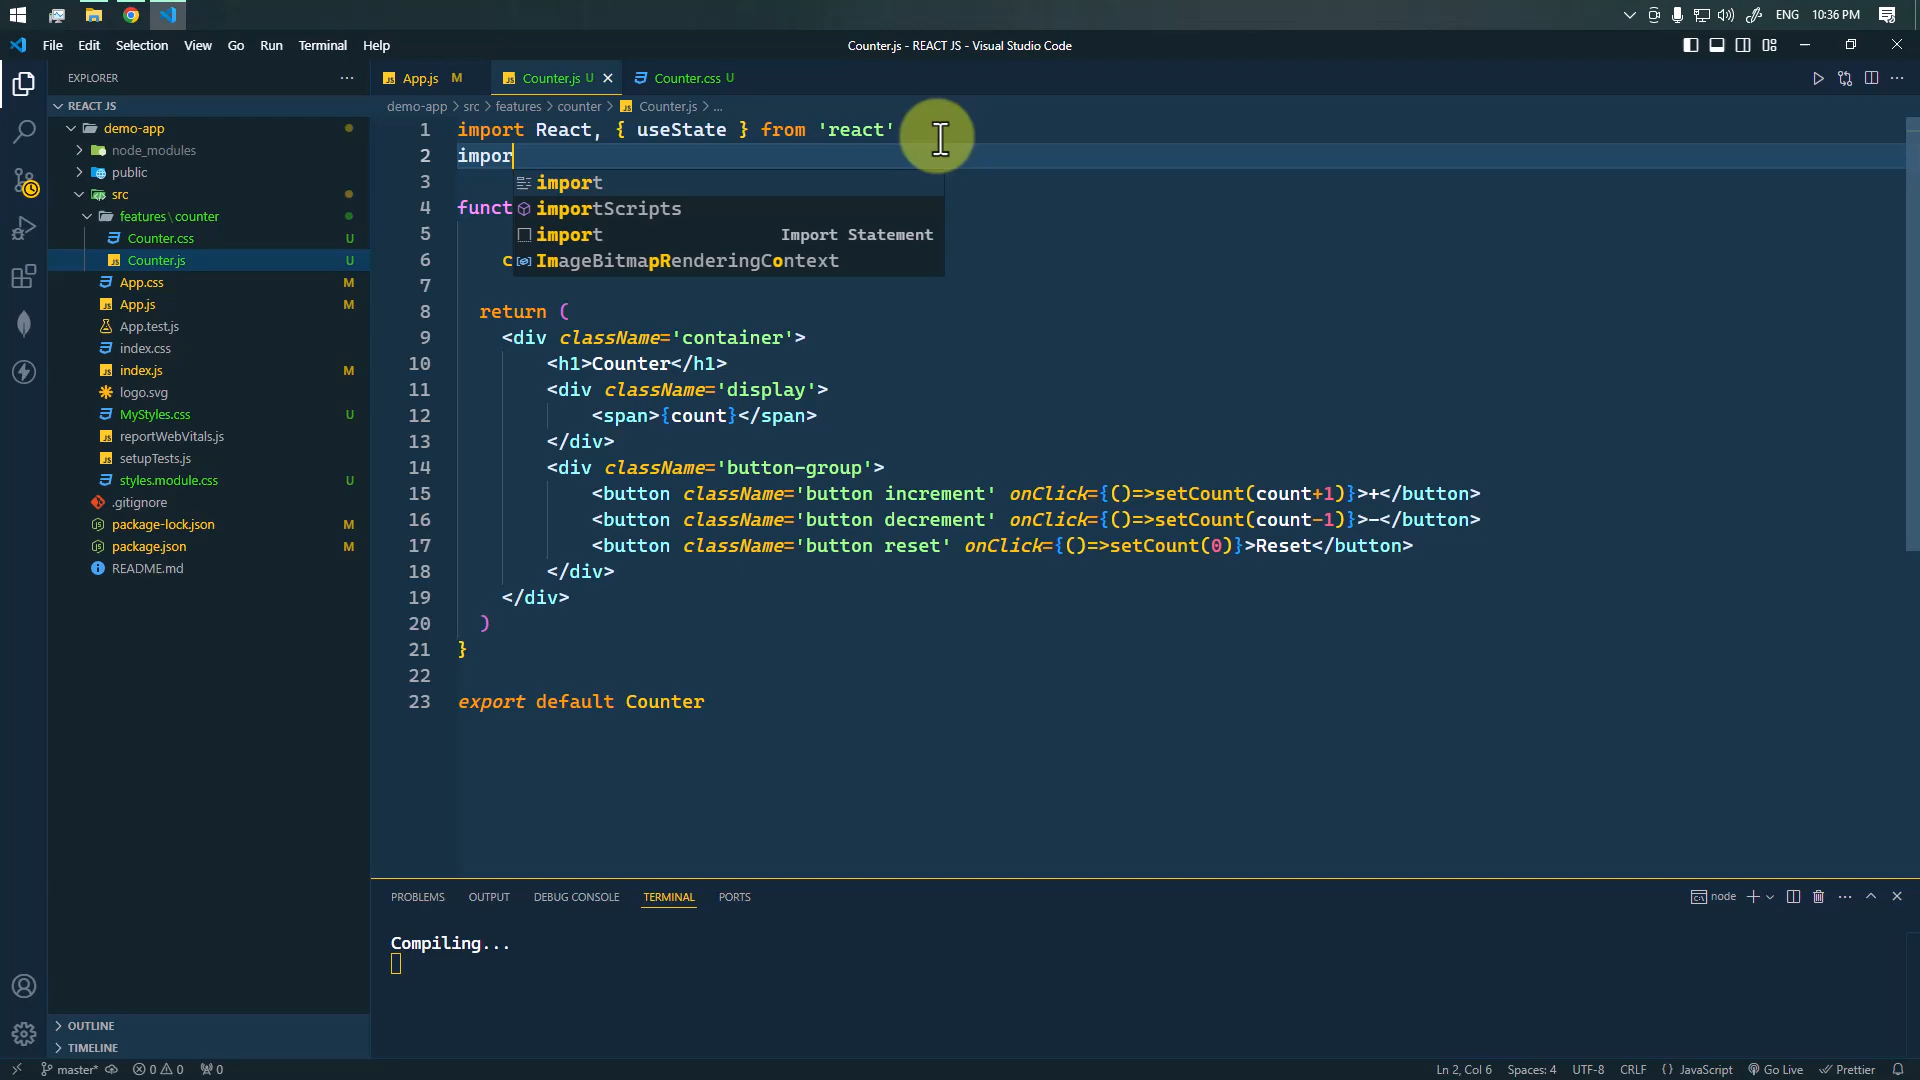 ENG 10:36 PM
File Edit Selection View Go Run Terminal Help
Counter.js - REACT JS - Visual Studio Code
EXPLORER
App.js M
Counter.js U
Counter.css U
REACT JS
demo-app > src > features > counter > Counter.js > ...
demo-app
node_modules
public
src
features\counter
Counter.css U
Counter.js U
App.css M
App.js M
App.test.js
index.css
index.js M
logo.svg
MyStyles.css U
reportWebVitals.js
setupTests.js
styles.module.css U
.gitignore
package-lock.json M
package.json M
README.md
OUTLINE
TIMELINE
1 import React, { useState } from 'react'
2 impor
3
4 funct
5
6 c
import
importScripts
import Import Statement
ImageBitmapRenderingContext
7
8 return (
9 <div className='container'>
10 <h1>Counter</h1>
11 <div className='display'>
12 <span>{count}</span>
13 </div>
14 <div className='button-group'>
15 <button className='button increment' onClick={()=>setCount(count+1)}>+</button>
16 <button className='button decrement' onClick={()=>setCount(count-1)}>-</button>
17 <button className='button reset' onClick={()=>setCount(0)}>Reset</button>
18 </div>
19 </div>
20 )
21 }
22
23 export default Counter
PROBLEMS OUTPUT DEBUG CONSOLE TERMINAL PORTS
node
Compiling...
master* 0 0 0
Ln 2, Col 6 Spaces: 4 UTF-8 CRLF {} JavaScript Go Live Prettier